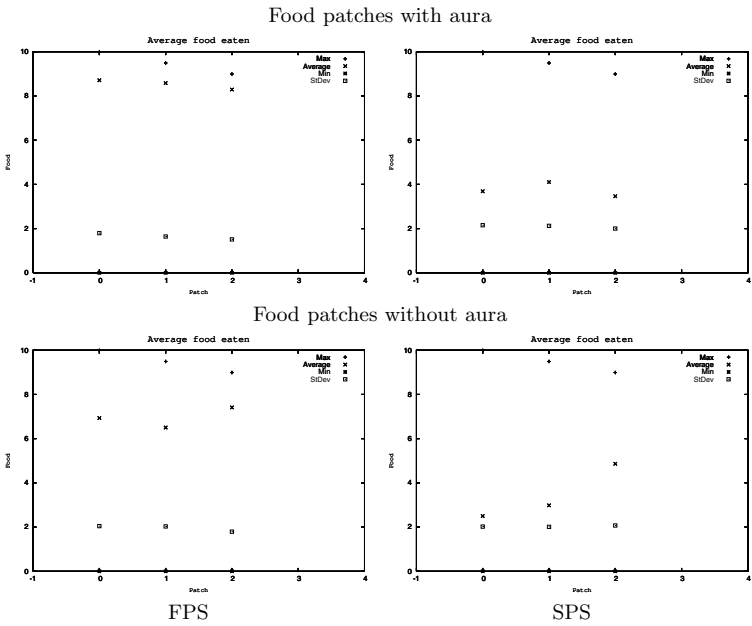 Food patches with aura
Average food eaten
10
8
6
4
2
0
Food
-1 0 1 2 3 4
Patch
Max
Average
Min
StDev
Average food eaten
10
8
6
4
2
0
Food
-1 0 1 2 3 4
Patch
Max
Average
Min
StDev
Food patches without aura
Average food eaten
10
8
6
4
2
0
Food
-1 0 1 2 3 4
Patch
Max
Average
Min
StDev
FPS
Average food eaten
10
8
6
4
2
0
Food
-1 0 1 2 3 4
Patch
Max
Average
Min
StDev
SPS